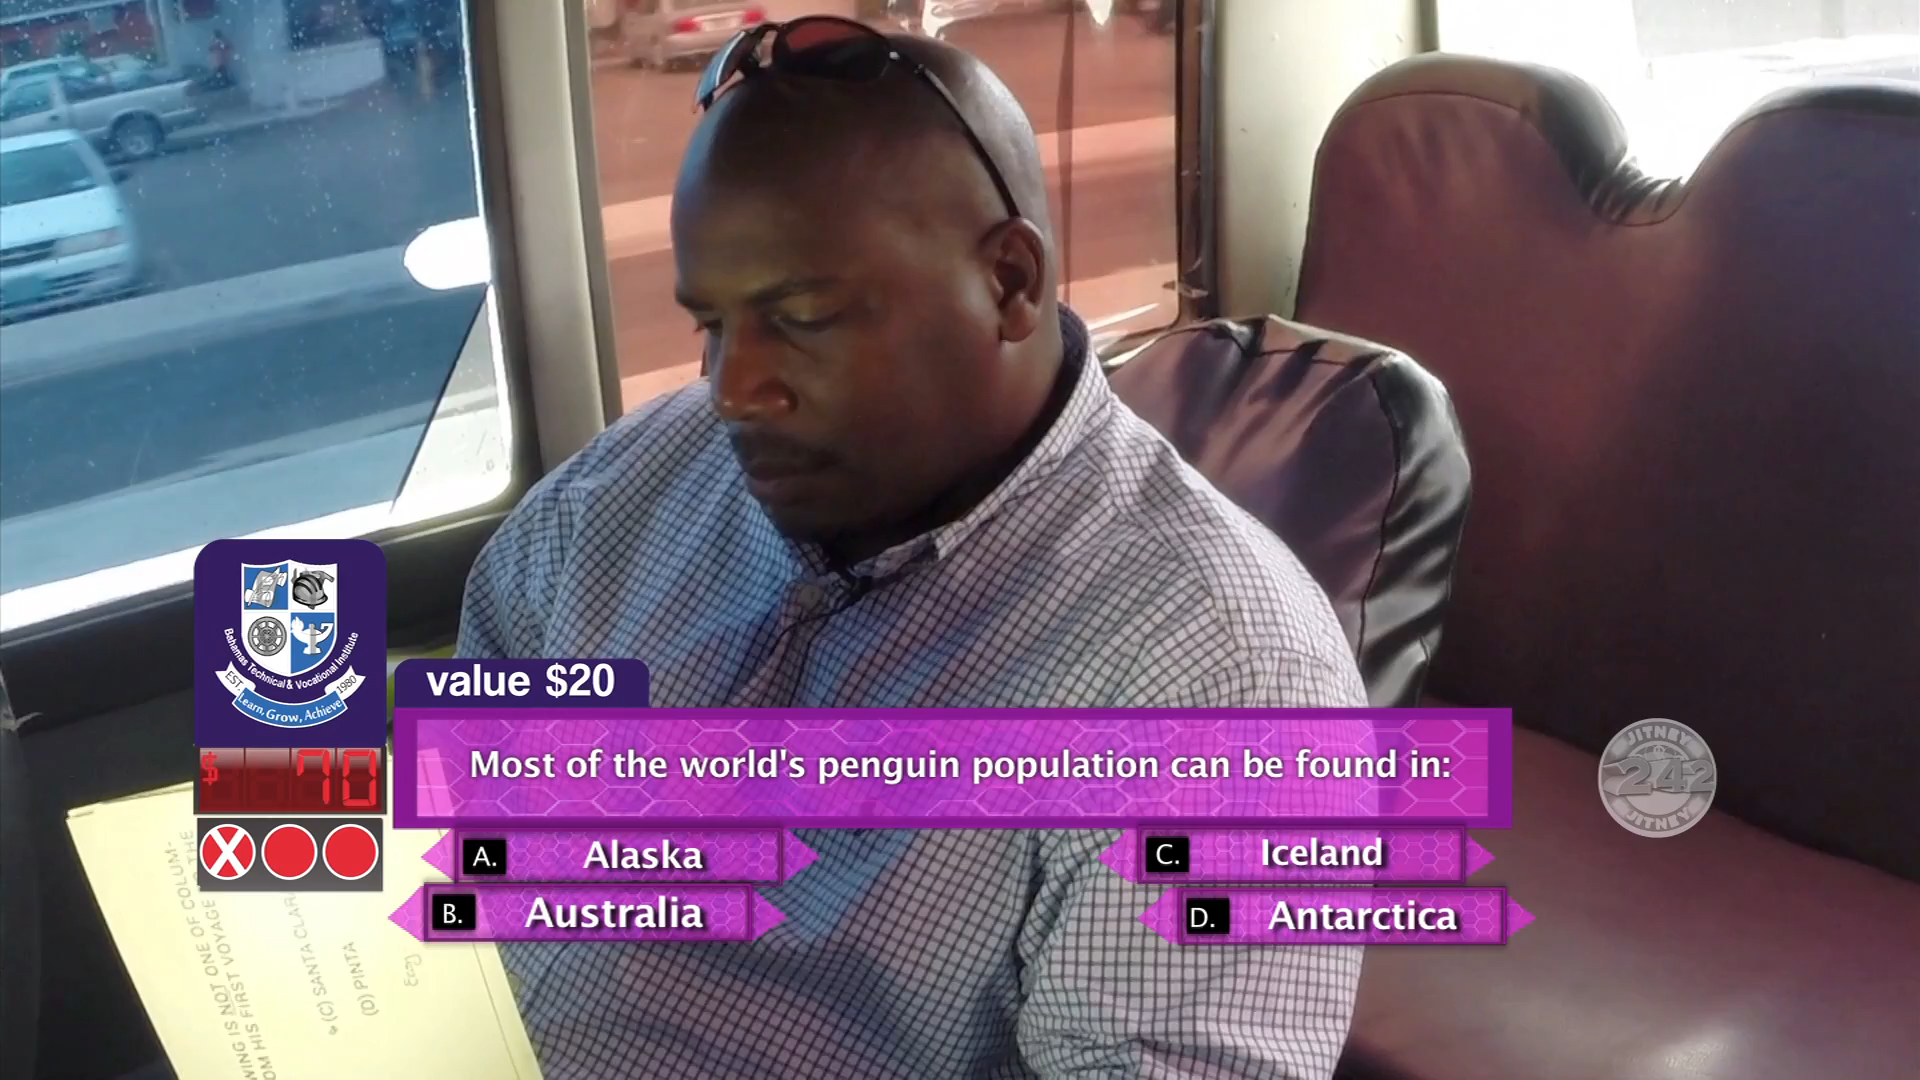 Bahamas Technical & Vocational Institute
EST. 1980
Learn, Grow, Achieve
value $20
$ 70
X
Most of the world's penguin population can be found in:
A. Alaska
C. Iceland
B. Australia
D. Antarctica
JITNEY
242
JITNEY
WING IS NOT ONE OF COLUM-
OM HIS FIRST VOYAGE THE
(C) SANTA CLAR
(D) PINTA